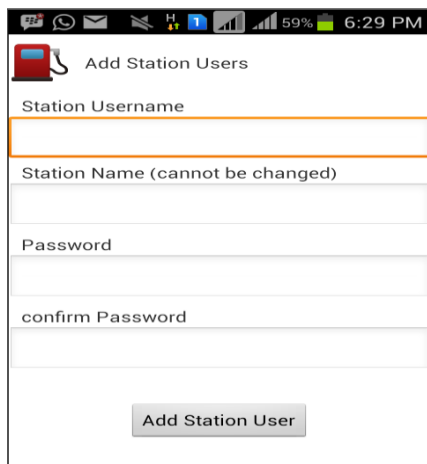 H 1 59% 6:29 PM
Add Station Users
Station Username
Station Name (cannot be changed)
Password
confirm Password
Add Station User